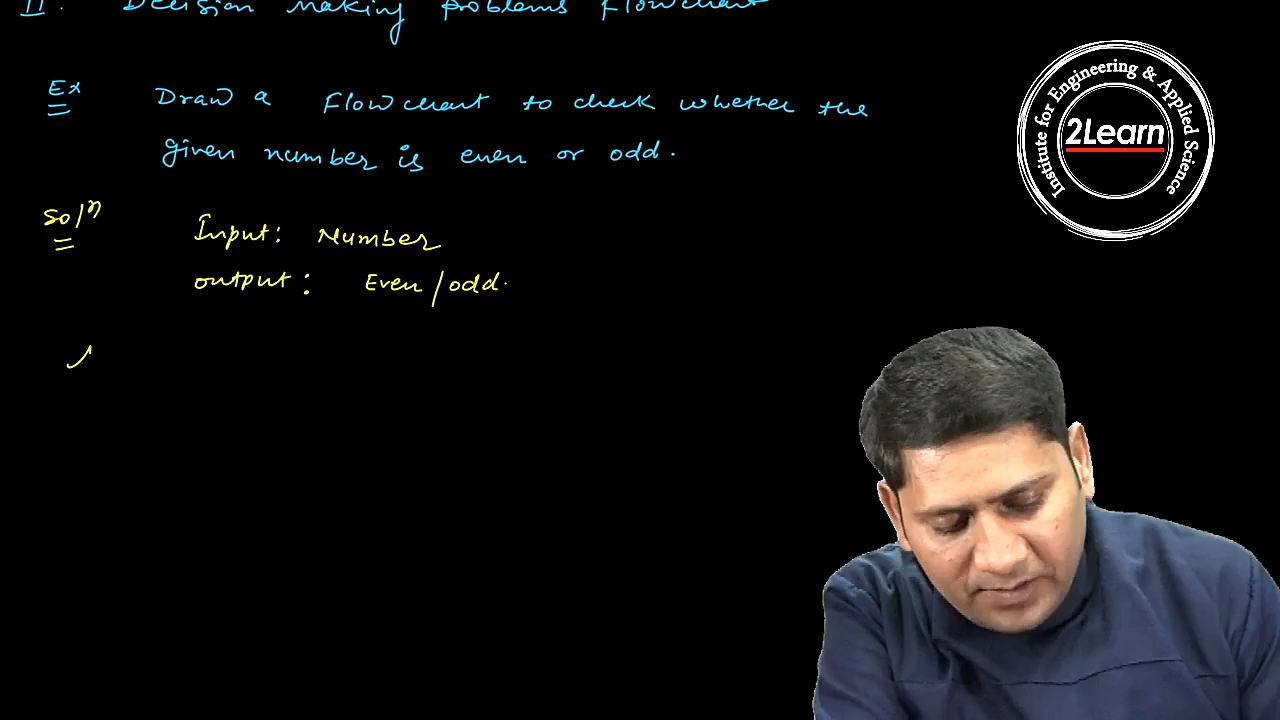 II. Decision Making Problems Flowchart
Ex Draw a Flowchart to check whether the
given number is even or odd.
Soln Input: Number
output: Even/odd.
Institute for Engineering & Applied Science
2Learn